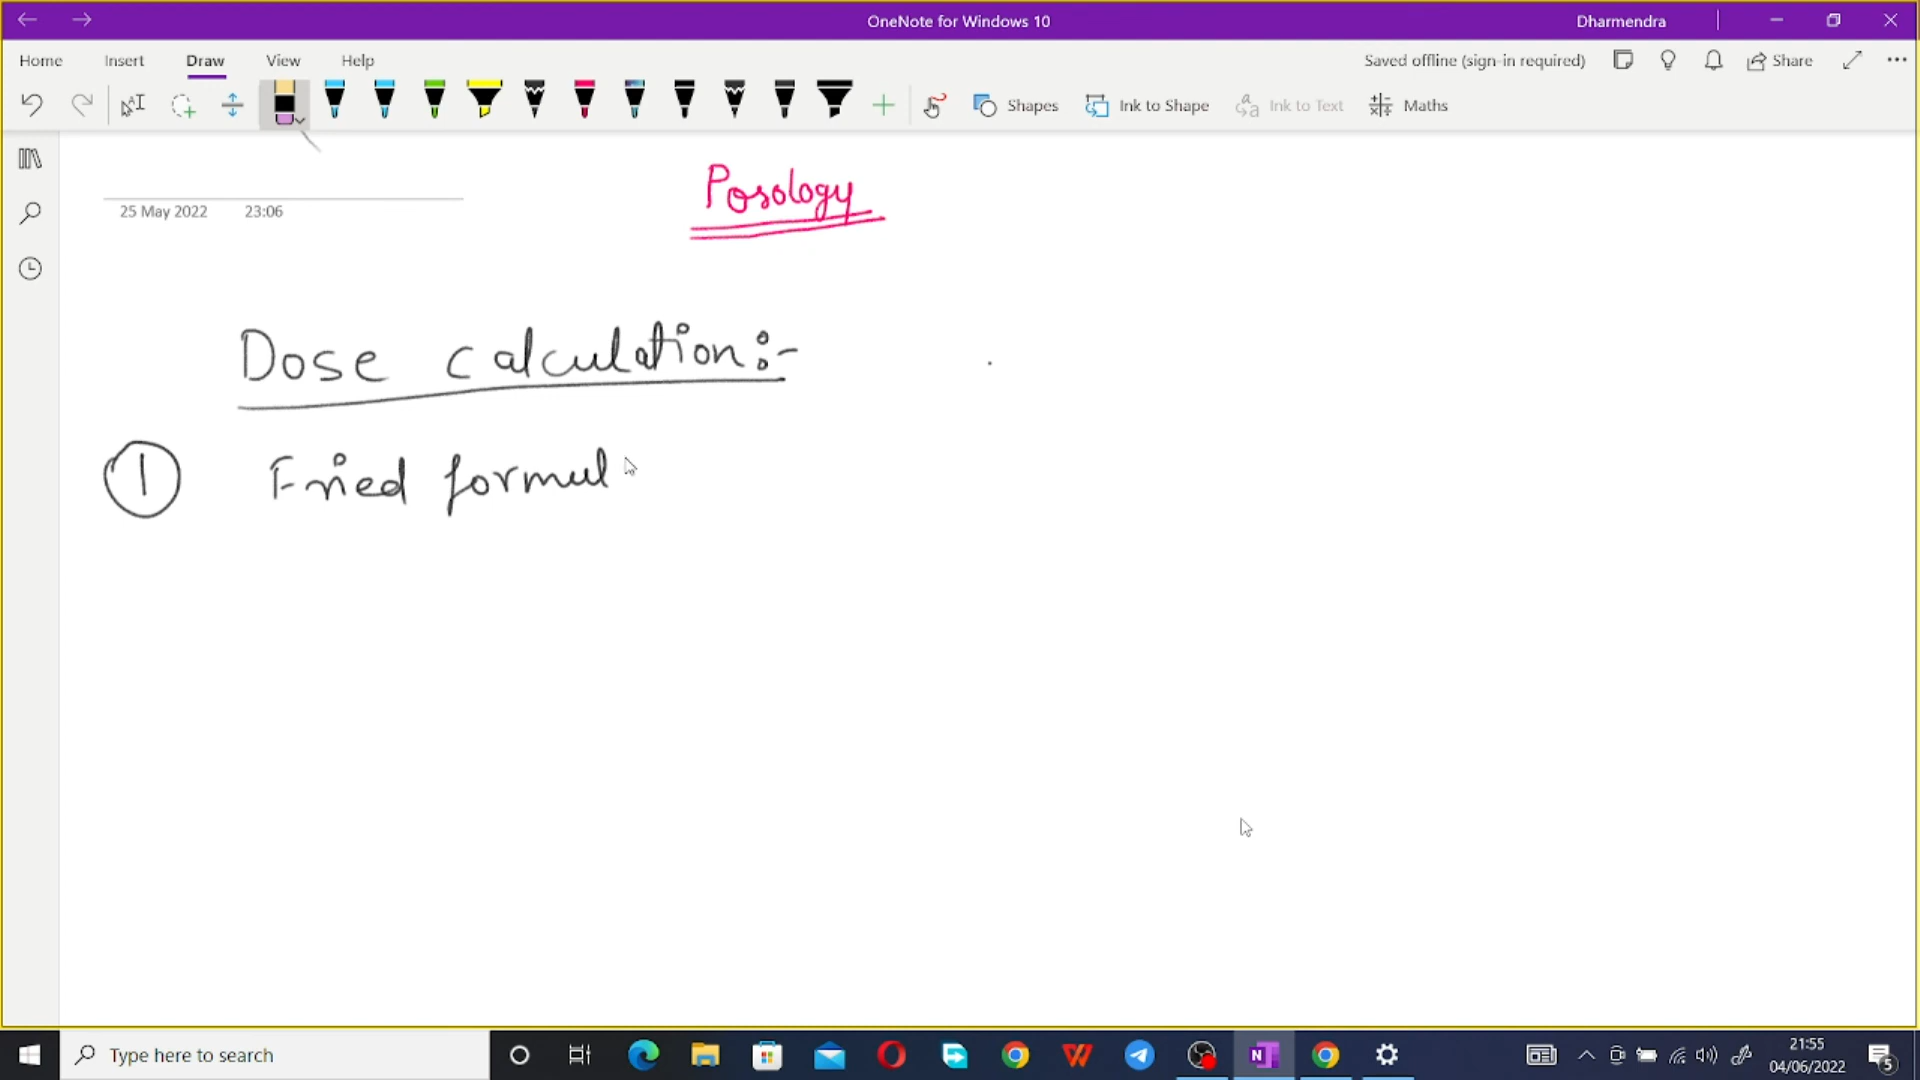 OneNote for Windows 10
Dharmendra
Home Insert Draw View Help
Saved offline (sign-in required)
Share
Shapes
Ink to Shape
Ink to Text
Maths
Posology
25 May 2022 23:06
Dose calculation:-
1 Fried formul
Type here to search
21:55
04/06/2022
5